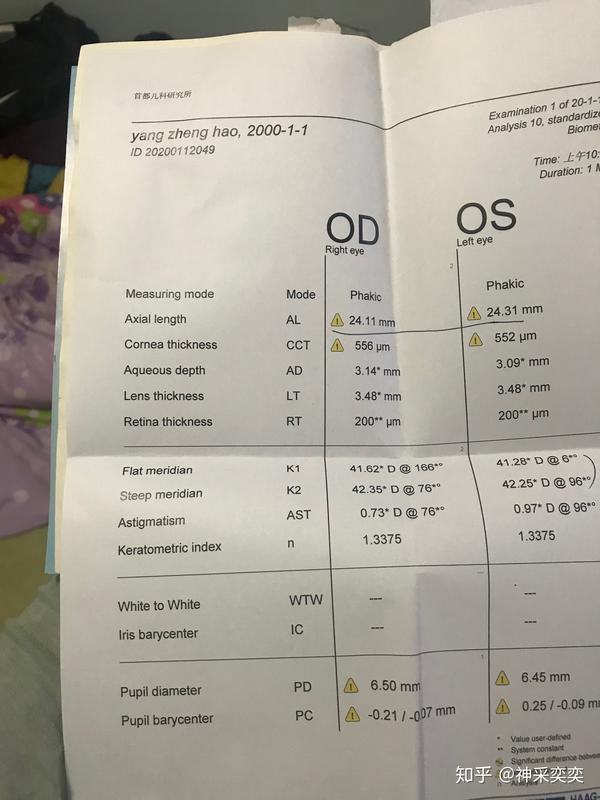 首都儿科研究所
yang zheng hao, 2000-1-1
ID 20200112049
Examination 1 of 20-1-1
Analysis 10, standardize
Biomet
Time: 上午10:
Duration: 1 M
OD OS
Right eye Left eye
Measuring mode Mode Phakic Phakic
Axial length AL 24.11 mm 24.31 mm
Cornea thickness CCT 556 µm 552 µm
Aqueous depth AD 3.14* mm 3.09* mm
Lens thickness LT 3.48* mm 3.48* mm
Retina thickness RT 200** µm 200** µm
Flat meridian K1 41.62* D @ 166*° 41.28* D @ 6*°
Steep meridian K2 42.35* D @ 76*° 42.25* D @ 96*°
Astigmatism AST 0.73* D @ 76*° 0.97* D @ 96*°
Keratometric index n 1.3375 1.3375
White to White WTW --- ---
Iris barycenter IC --- ---
Pupil diameter PD 6.50 mm 6.45 mm
Pupil barycenter PC -0.21 / -0.07 mm 0.25 / -0.09 m
* Value user-defined
** System constant
Significant difference betwee
知乎 @神采奕奕
HAAG-